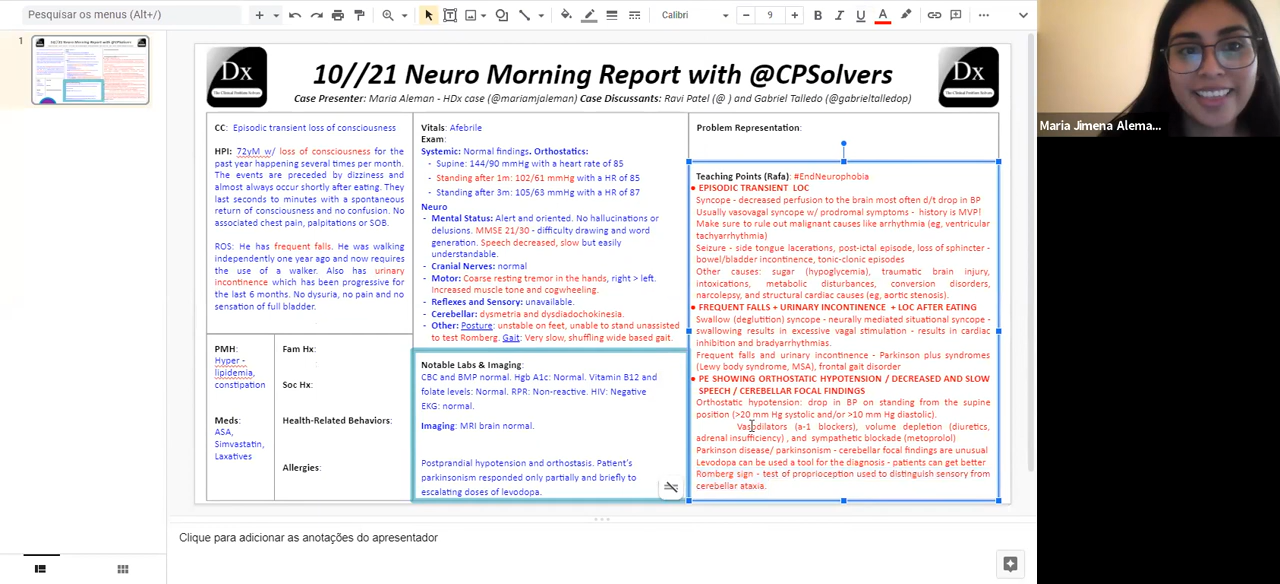 Pesquisar os menus (Alt+/)
Calibri
9
1
Dx
The Clinical Problem Solvers
10//21 Neuro Morning Report with @CPSolvers
Case Presenter: Maria Aleman - HDx case (@mariamjaleman) Case Discussants: Ravi Patel (@ ) and Gabriel Talledo (@gabrieltalledop)
Dx
The Clinical Problem Solvers
CC: Episodic transient loss of consciousness
HPI: 72yM w/ loss of consciousness for the
past year happening several times per month.
The events are preceded by dizziness and
almost always occur shortly after eating. They
last seconds to minutes with a spontaneous
return of consciousness and no confusion. No
associated chest pain, palpitations or SOB.
ROS: He has frequent falls. He was walking
independently one year ago and now requires
the use of a walker. Also has urinary
incontinence which has been progressive for
the last 6 months. No dysuria, no pain and no
sensation of full bladder.
PMH:
Hyper -
lipidemia,
constipation
Meds:
ASA,
Simvastatin,
Laxatives
Fam Hx:
Soc Hx:
Health-Related Behaviors:
Allergies:
Vitals: Afebrile
Exam:
Systemic: Normal findings. Orthostatics:
- Supine: 144/90 mmHg with a heart rate of 85
- Standing after 1m: 102/61 mmHg with a HR of 85
- Standing after 3m: 105/63 mmHg with a HR of 87
Neuro
- Mental Status: Alert and oriented. No hallucinations or
delusions. MMSE 21/30 - difficulty drawing and word
generation. Speech decreased, slow but easily
understandable.
- Cranial Nerves: normal
- Motor: Coarse resting tremor in the hands, right > left.
Increased muscle tone and cogwheeling.
- Reflexes and Sensory: unavailable.
- Cerebellar: dysmetria and dysdiadochokinesia.
- Other: Posture: unstable on feet, unable to stand unassisted
to test Romberg. Gait: Very slow, shuffling wide based gait.
Notable Labs & Imaging:
CBC and BMP normal. Hgb A1c: Normal. Vitamin B12 and
folate levels: Normal. RPR: Non-reactive. HIV: Negative
EKG: normal.
Imaging: MRI brain normal.
Postprandial hypotension and orthostasis. Patient's
parkinsonism responded only partially and briefly to
escalating doses of levodopa.
Problem Representation:
Teaching Points (Rafa): #EndNeurophobia
● EPISODIC TRANSIENT LOC
Syncope - decreased perfusion to the brain most often d/t drop in BP
Usually vasovagal syncope w/ prodromal symptoms - history is MVP!
Make sure to rule out malignant causes like arrhythmia (eg, ventricular
tachyarrhythmia)
Seizure - side tongue lacerations, post-ictal episode, loss of sphincter -
bowel/bladder incontinence, tonic-clonic episodes
Other causes: sugar (hypoglycemia), traumatic brain injury,
intoxications, metabolic disturbances, conversion disorders,
narcolepsy, and structural cardiac causes (eg, aortic stenosis).
● FREQUENT FALLS + URINARY INCONTINENCE + LOC AFTER EATING
Swallow (deglutition) syncope - neurally mediated situational syncope -
swallowing results in excessive vagal stimulation - results in cardiac
inhibition and bradyarrhythmias.
Frequent falls and urinary incontinence - Parkinson plus syndromes
(Lewy body syndrome, MSA), frontal gait disorder
● PE SHOWING ORTHOSTATIC HYPOTENSION / DECREASED AND SLOW
SPEECH / CEREBELLAR FOCAL FINDINGS
Orthostatic hypotension: drop in BP on standing from the supine
position (>20 mm Hg systolic and/or >10 mm Hg diastolic).
Vasodilators (a-1 blockers), volume depletion (diuretics,
adrenal insufficiency) , and sympathetic blockade (metoprolol)
Parkinson disease/ parkinsonism - cerebellar focal findings are unusual
Levodopa can be used a tool for the diagnosis - patients can get better
Romberg sign - test of proprioception used to distinguish sensory from
cerebellar ataxia.
Clique para adicionar as anotações do apresentador
Maria Jimena Alema...